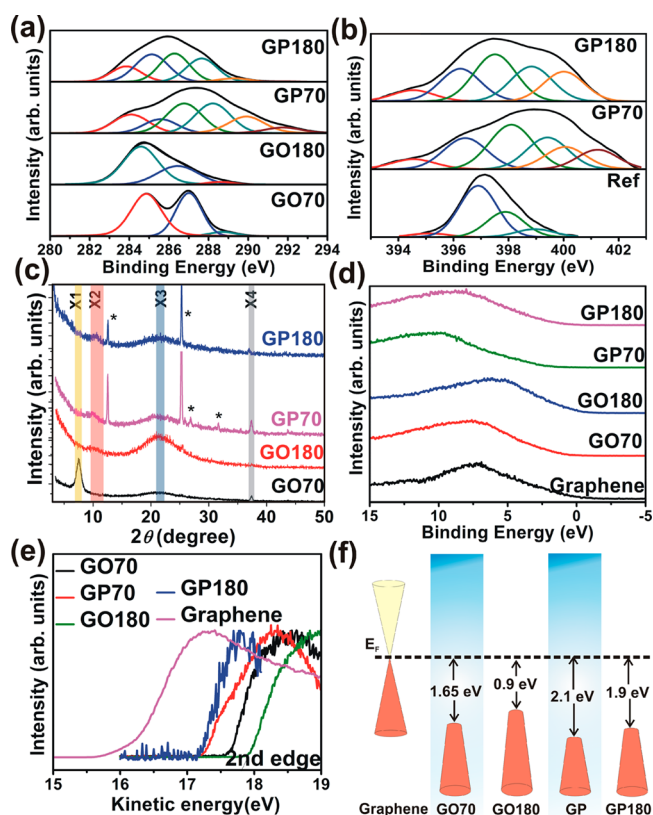 (a)
GP180
GP70
GO180
GO70
Intensity (arb. units)
280 282 284 286 288 290 292 294
Binding Energy (eV)
(b)
GP180
GP70
Ref
Intensity (arb. units)
394 396 398 400 402
Binding Energy (eV)
(c)
X1
X2
X3
X4
* *
GP180
* *
GP70
GO180
GO70
Intensity (arb. units)
10 20 30 40 50
2θ (degree)
(d)
GP180
GP70
GO180
GO70
Graphene
Intensity (arb. units)
15 10 5 0 -5
Binding Energy (eV)
(e)
GO70 GP180
GP70 Graphene
GO180
2nd edge
Intensity (arb. units)
15 16 17 18 19
Kinetic energy(eV)
(f)
EF
1.65 eV 0.9 eV 2.1 eV 1.9 eV
Graphene GO70 GO180 GP GP180